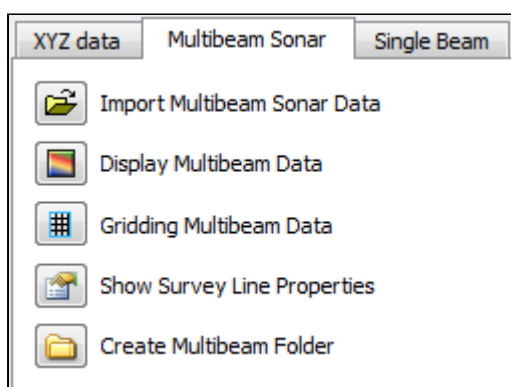 XYZ data Multibeam Sonar Single Beam
Import Multibeam Sonar Data
Display Multibeam Data
Gridding Multibeam Data
Show Survey Line Properties
Create Multibeam Folder